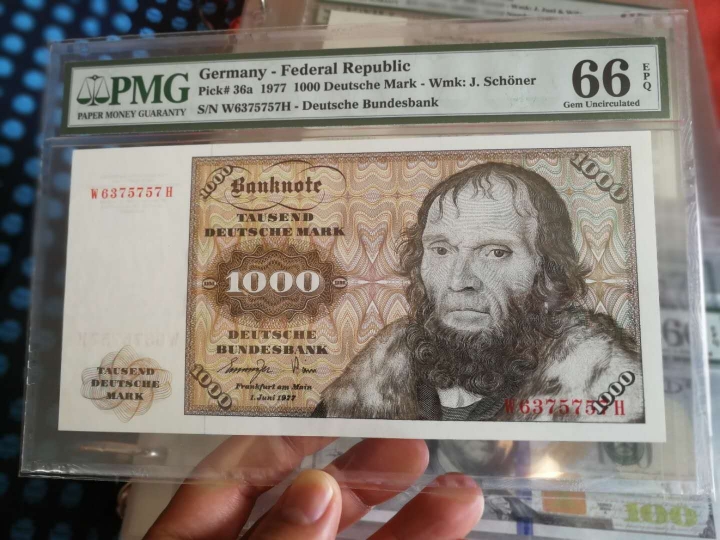 PMG
PAPER MONEY GUARANTY
Germany - Federal Republic
Pick# 36a 1977 1000 Deutsche Mark - Wmk: J. Schöner
S/N W6375757H - Deutsche Bundesbank
66 EPQ
Gem Uncirculated
W6375757H
1000
Banknote
1000
TAUSEND
DEUTSCHE MARK
1000
DEUTSCHE
BUNDESBANK
Frankfurt am Main
1. Juni 1977
TAUSEND
DEUTSCHE
MARK
1000
1000
W6375757H
66
100